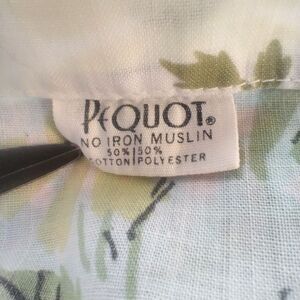 PEQUOT®
NO IRON MUSLIN
50% 50%
COTTON POLYESTER